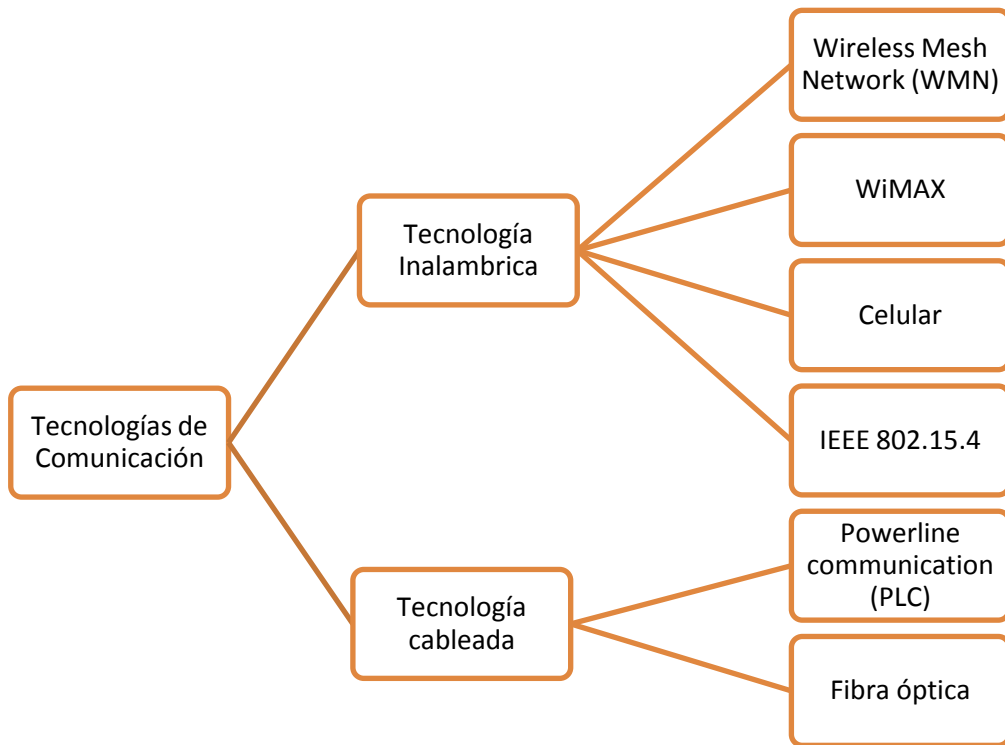 Tecnologías de
Comunicación
Tecnología
Inalambrica
Wireless Mesh
Network (WMN)
WiMAX
Celular
IEEE 802.15.4
Tecnología
cableada
Powerline
communication
(PLC)
Fibra óptica